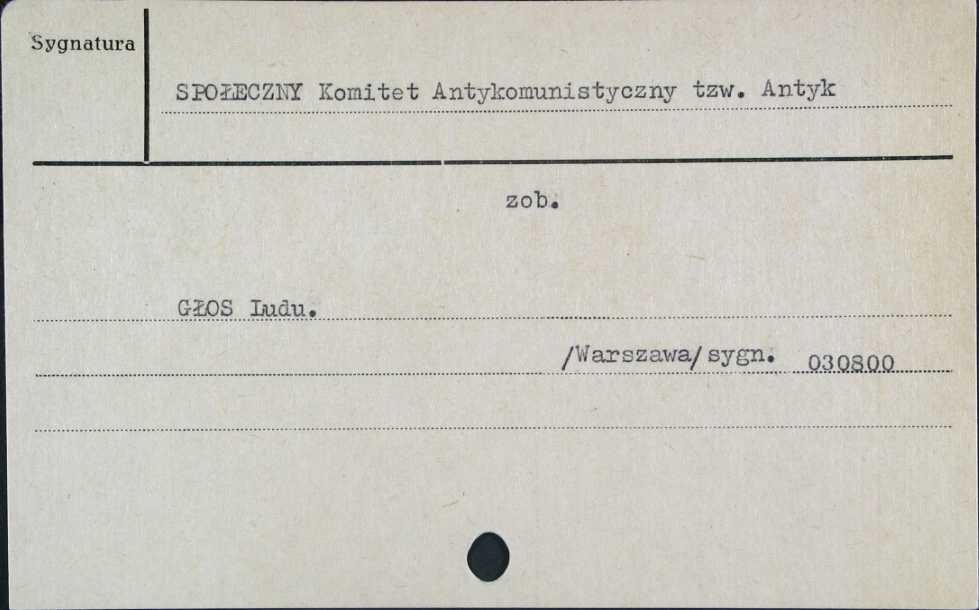 Sygnatura
SPOŁECZNY Komitet Antykomunistyczny tzw. Antyk
zob.
GŁOS Ludu.
/Warszawa/ sygn. 030800